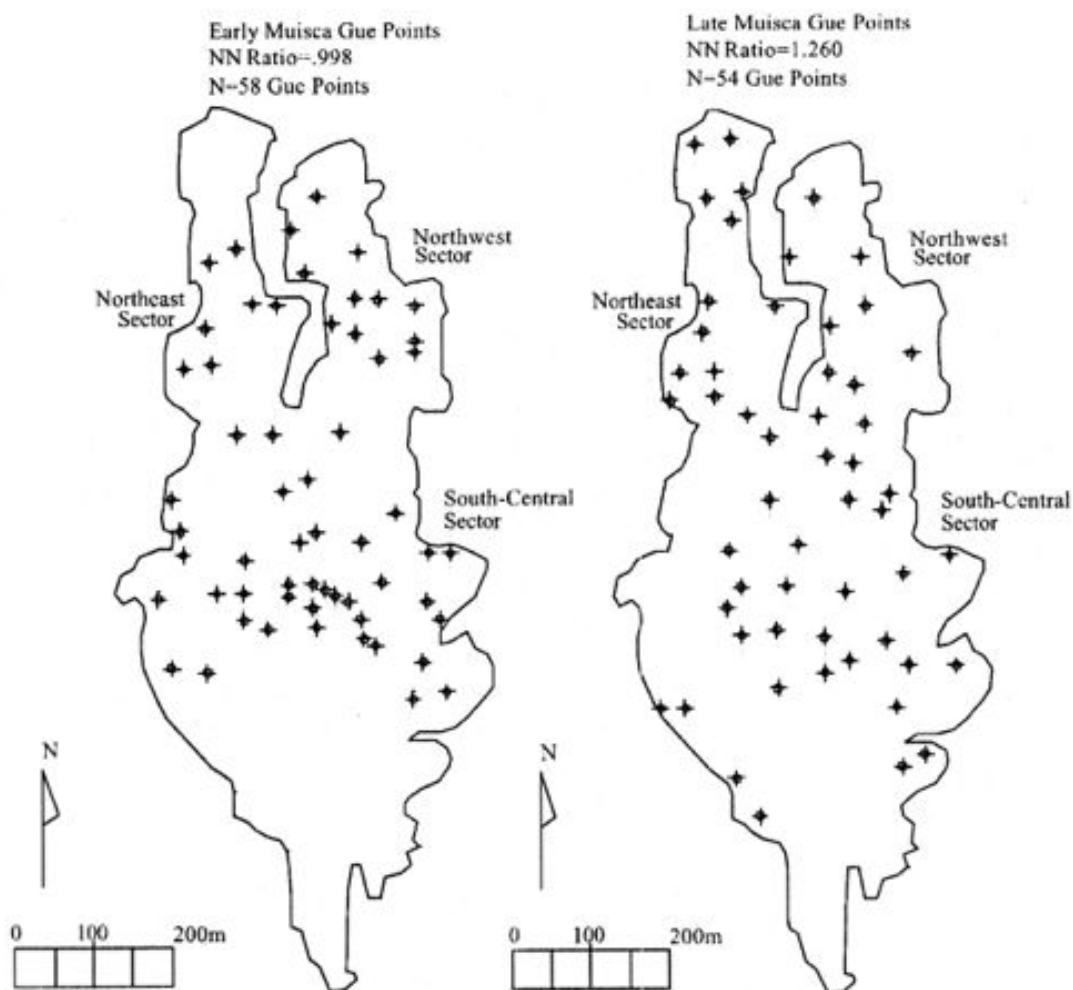 Early Muisca Gue Points
NN Ratio=.998
N=58 Gue Points
Northwest
Sector
Northeast
Sector
South-Central
Sector
N
0 100 200m
Late Muisca Gue Points
NN Ratio=1.260
N=54 Gue Points
Northwest
Sector
Northeast
Sector
South-Central
Sector
N
0 100 200m